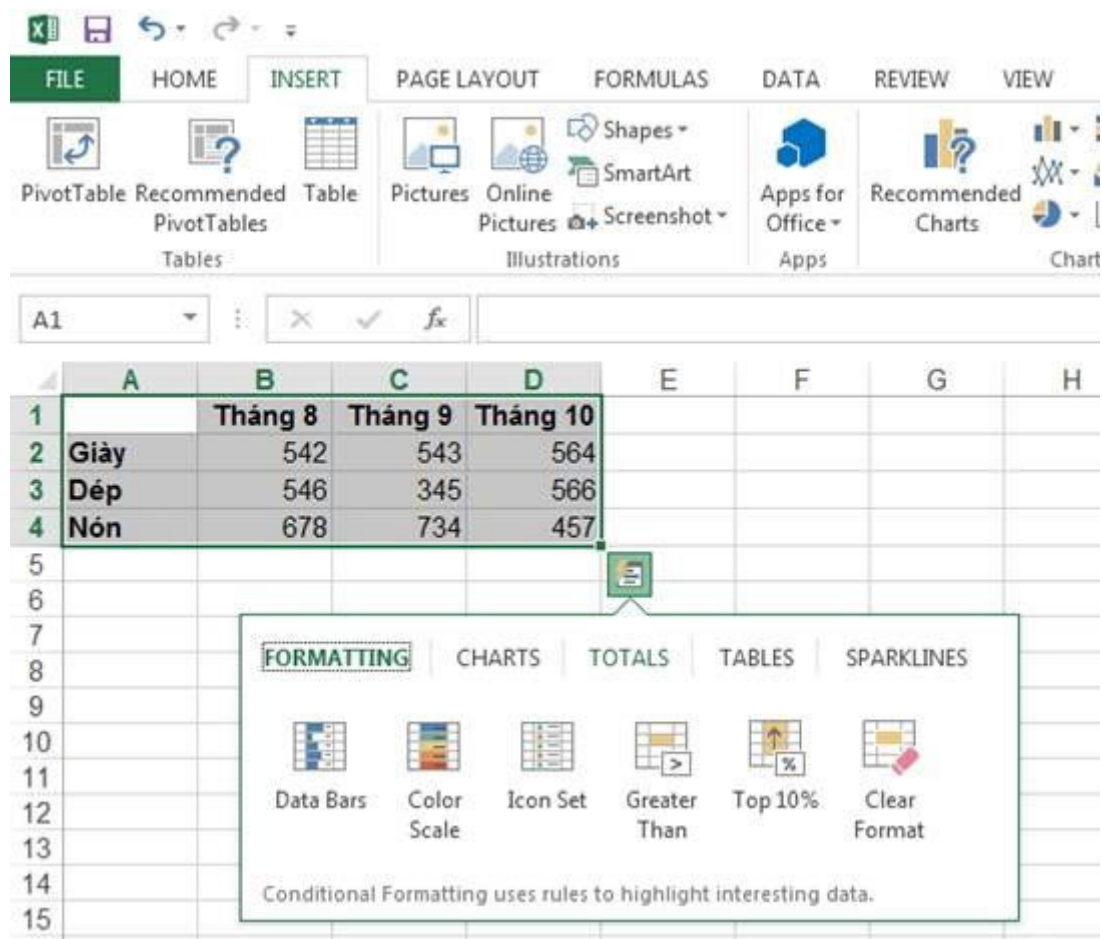 FILE HOME INSERT PAGE LAYOUT FORMULAS DATA REVIEW VIEW
PivotTable Recommended PivotTables Table
Tables
Pictures Online Pictures Shapes SmartArt Screenshot
Illustrations
Apps for Office
Apps
Recommended Charts
Chart
A1 fx
A B C D E F G H
1 Tháng 8 Tháng 9 Tháng 10
2 Giày 542 543 564
3 Dép 546 345 566
4 Nón 678 734 457
5
6
7
8
9
10
11
12
13
14
15
FORMATTING CHARTS TOTALS TABLES SPARKLINES
Data Bars Color Scale Icon Set Greater Than Top 10% Clear Format
Conditional Formatting uses rules to highlight interesting data.